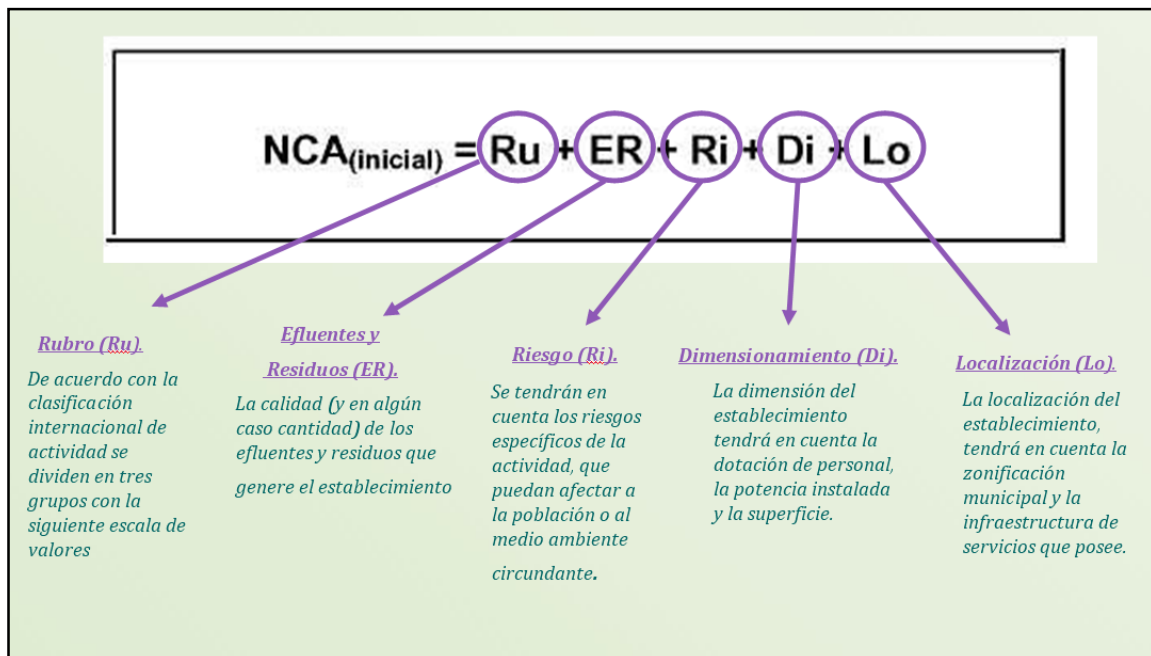 NCA(inicial) = Ru + ER + Ri + Di + Lo
Rubro (Ru).
De acuerdo con la
clasificación
internacional de
actividad se
dividen en tres
grupos con la
siguiente escala de
valores
Efluentes y
Residuos (ER).
La calidad (y en algún
caso cantidad) de los
efluentes y residuos que
genere el establecimiento
Riesgo (Ri).
Se tendrán en
cuenta los riesgos
específicos de la
actividad, que
puedan afectar a
la población o al
medio ambiente
circundante.
Dimensionamiento (Di).
La dimensión del
establecimiento
tendrá en cuenta la
dotación de personal,
la potencia instalada
y la superficie.
Localización (Lo).
La localización del
establecimiento,
tendrá en cuenta la
zonificación
municipal y la
infraestructura de
servicios que posee.